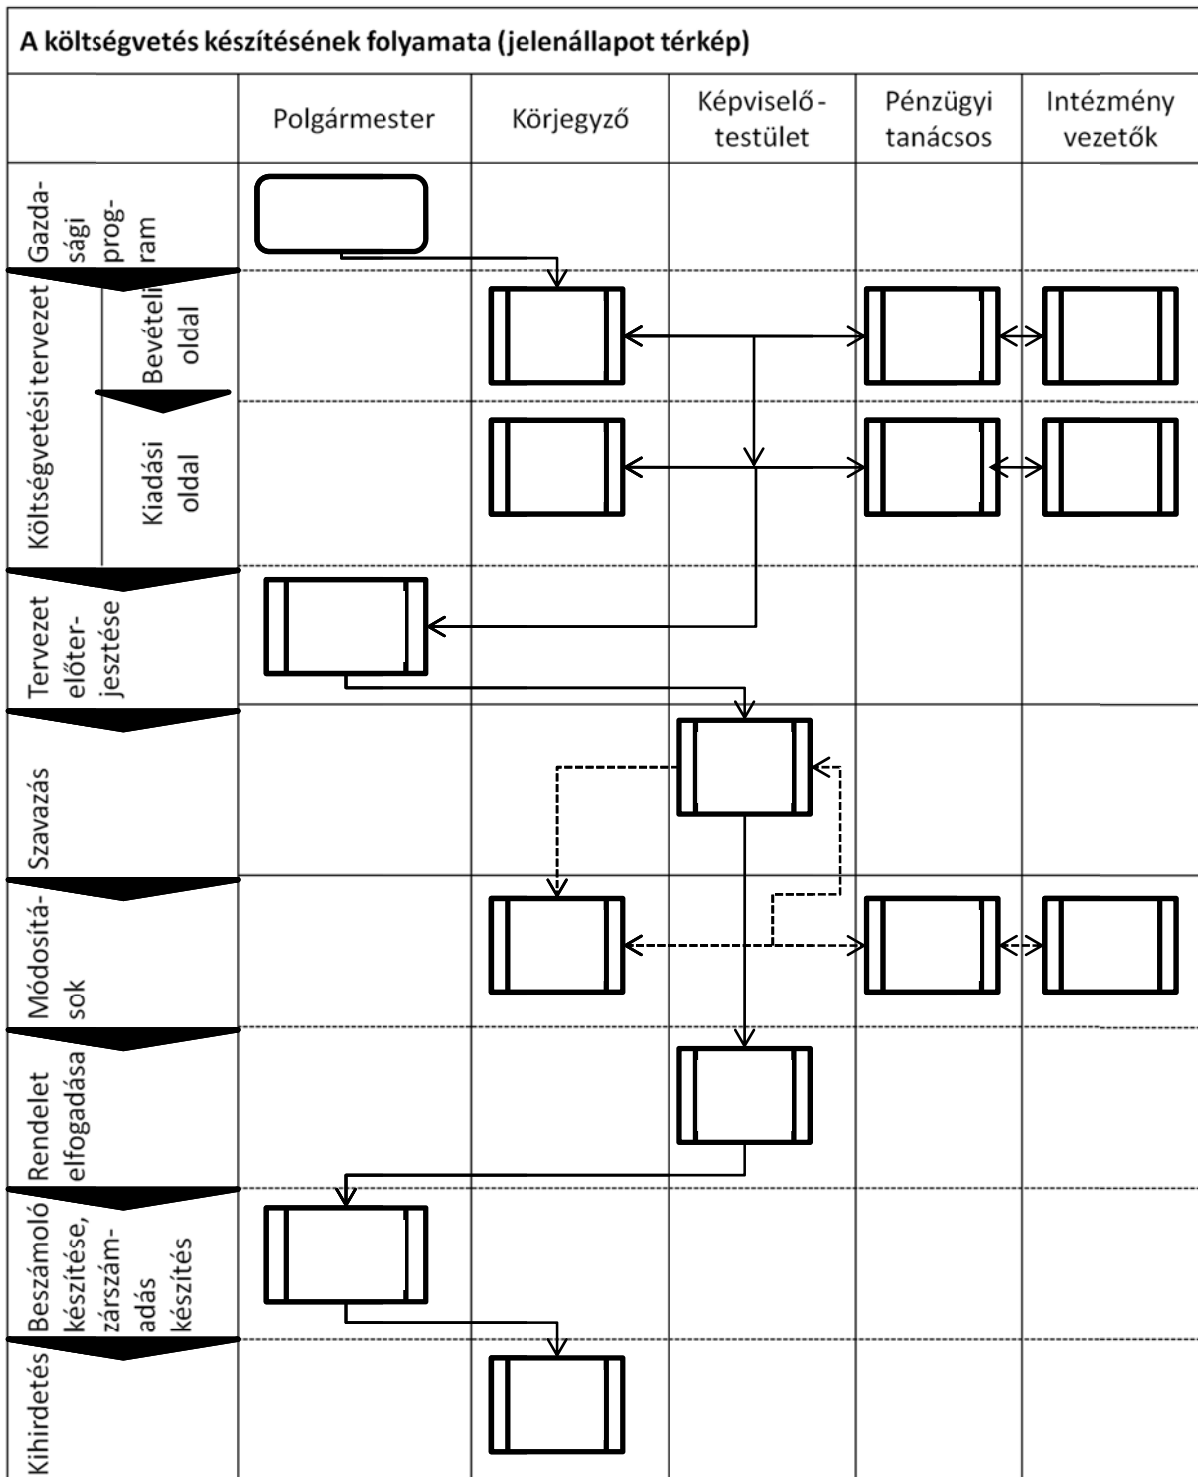 A költségvetés készítésének folyamata (jelenállapot térkép)
Polgármester
Körjegyző
Képviselő-
testület
Pénzügyi
tanácsos
Intézmény
vezetők
Gazda-
sági
prog-
ram
Költségvetési tervezet
Bevételi
oldal
Kiadási
oldal
Tervezet
előter-
jesztése
Szavazás
Módosítá-
sok
Rendelet
elfogadása
Beszámoló
készítése,
zárszám-
adás
készítés
Kihirdetés